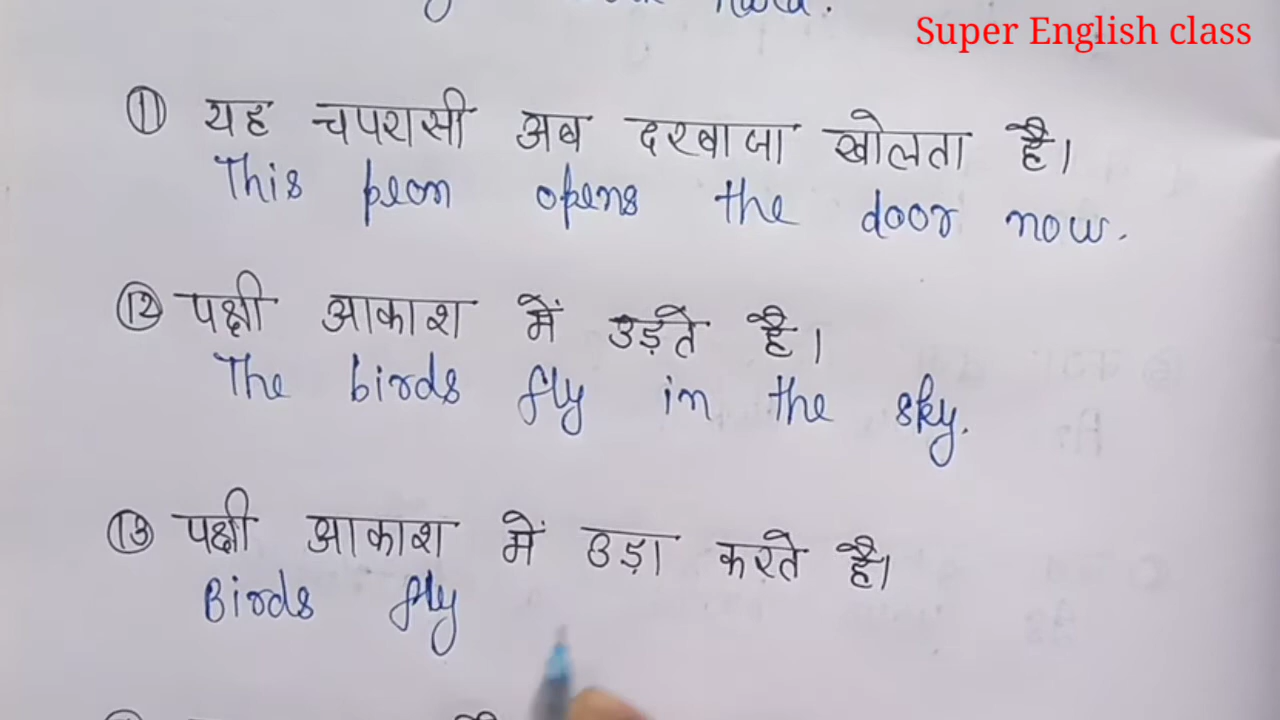 Super English class
⑪ यह चपरासी अब दरवाजा खोलता है।
This peon opens the door now.
⑫ पक्षी आकाश में उड़ते है।
The birds fly in the sky.
⑬ पक्षी आकाश में उड़ा करते है।
Birds fly